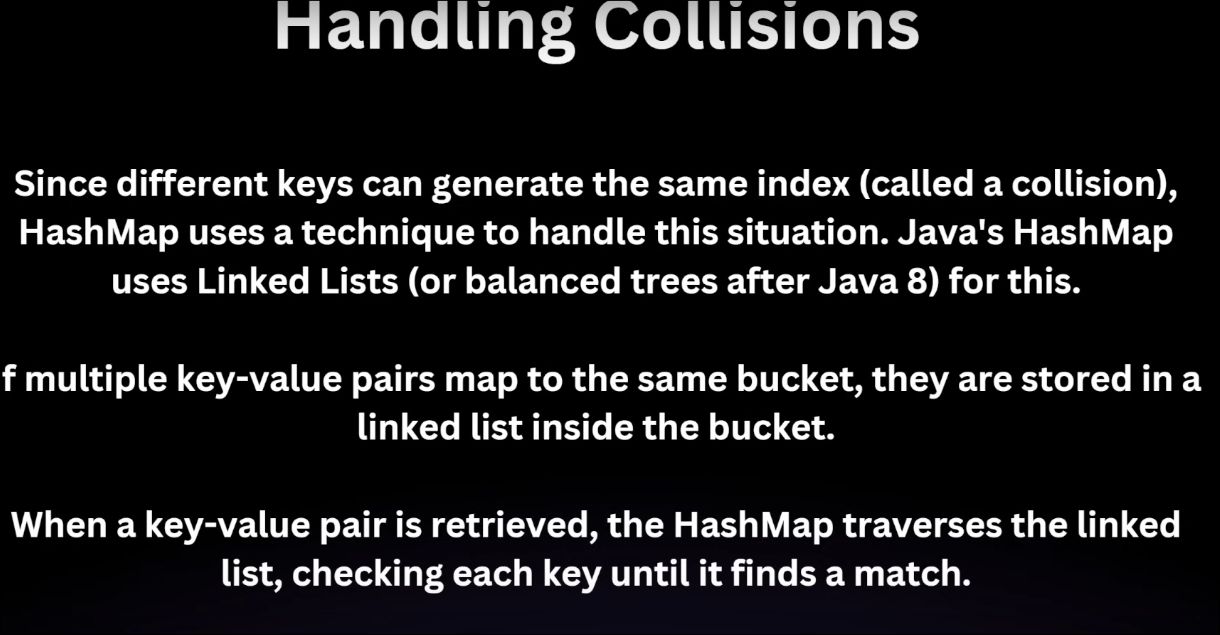 Handling Collisions
Since different keys can generate the same index (called a collision),
HashMap uses a technique to handle this situation. Java's HashMap
uses Linked Lists (or balanced trees after Java 8) for this.
f multiple key-value pairs map to the same bucket, they are stored in a
linked list inside the bucket.
When a key-value pair is retrieved, the HashMap traverses the linked
list, checking each key until it finds a match.